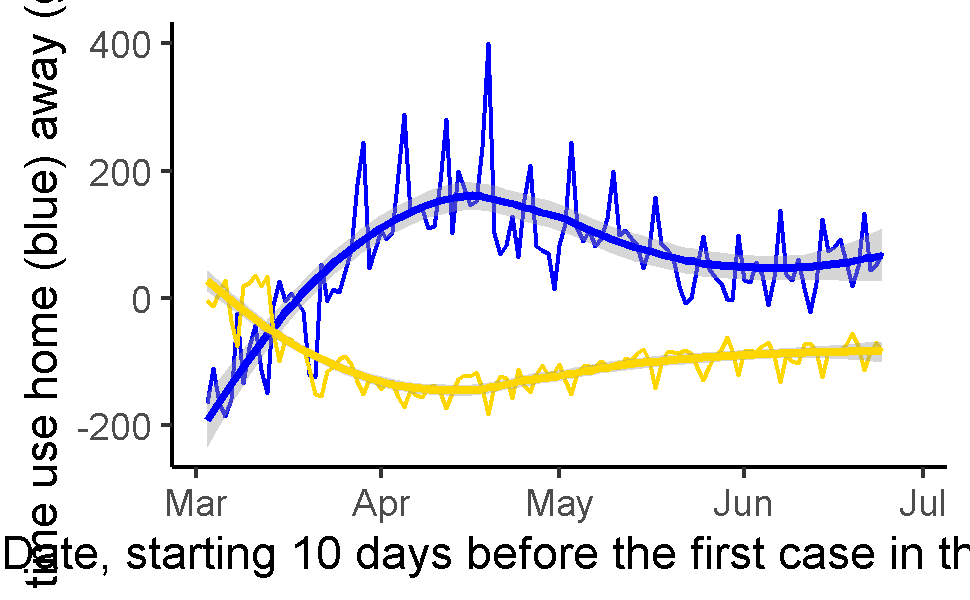 time use home (blue) away (
400
200
0
-200
Mar Apr May Jun Jul
Date, starting 10 days before the first case in th